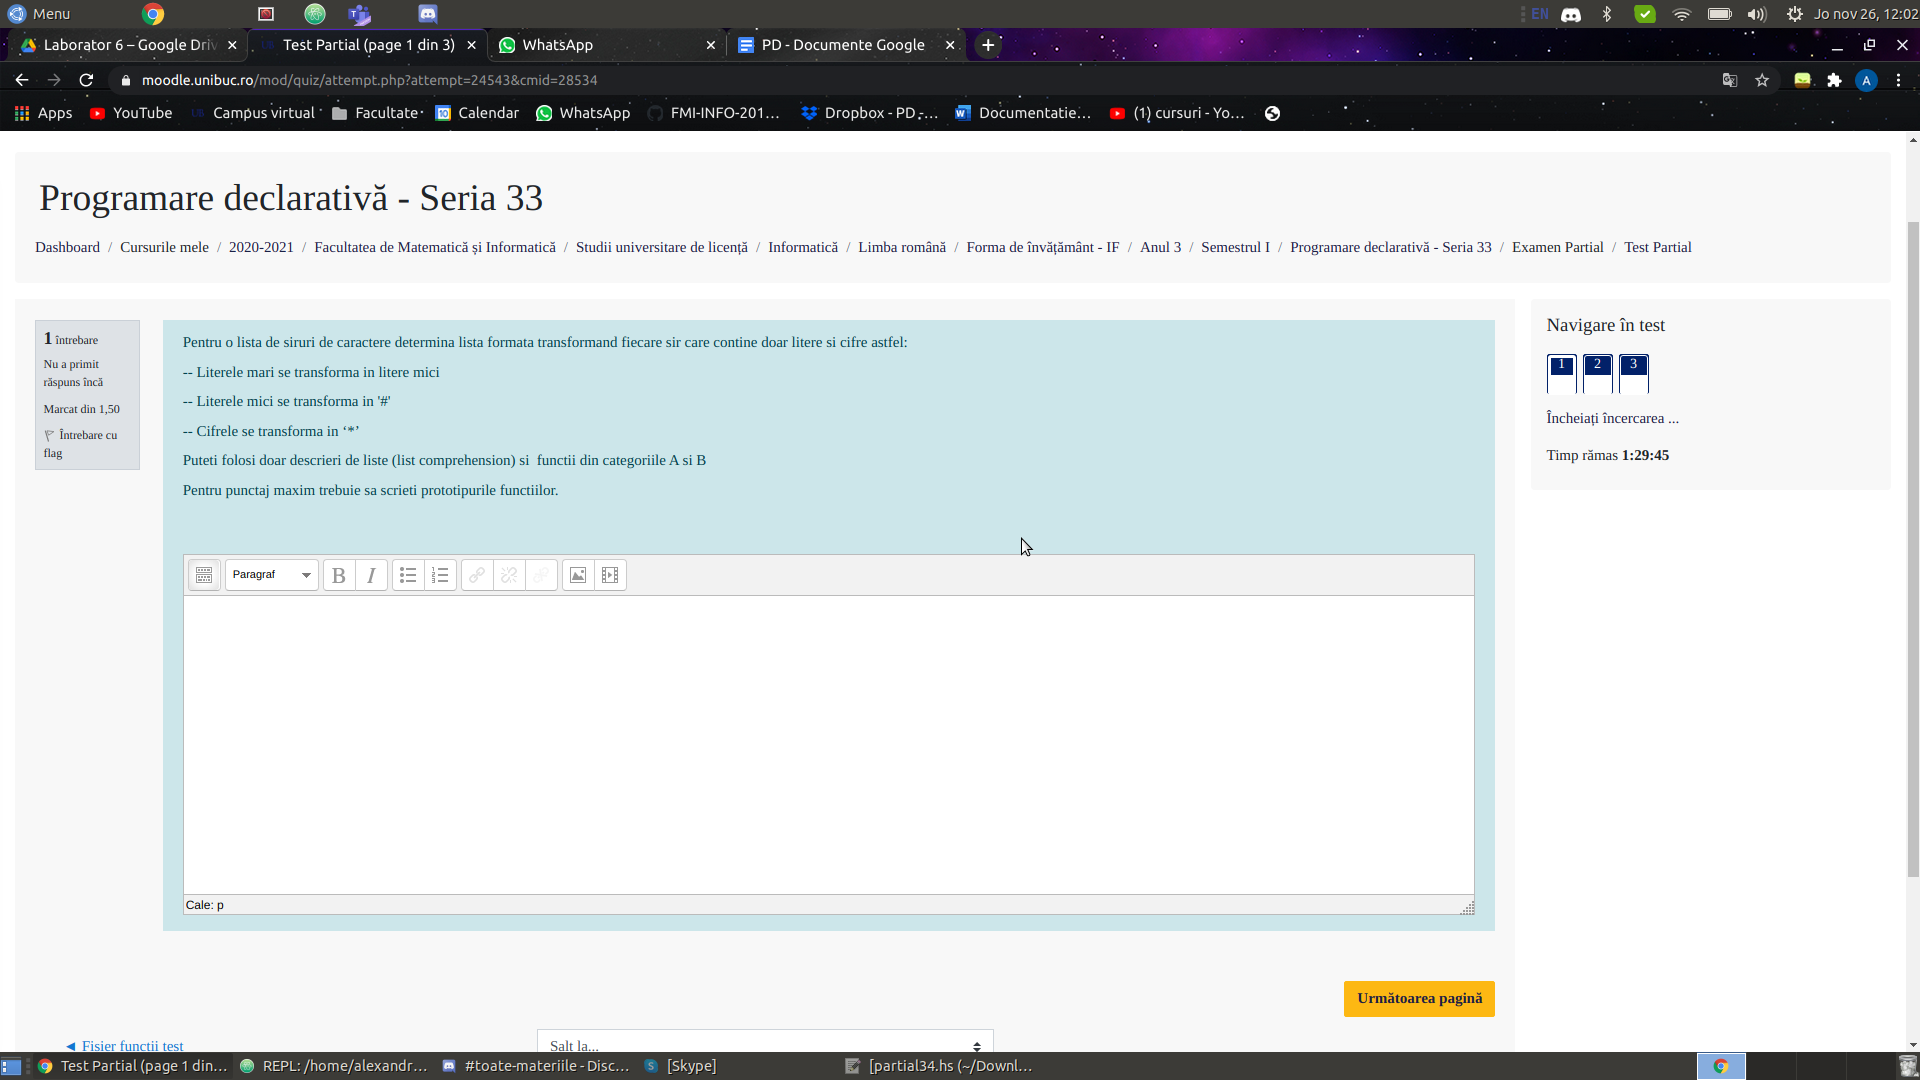 Menu
EN
Jo nov 26, 12:02
Laborator 6 – Google Driv
Test Partial (page 1 din 3)
WhatsApp
PD - Documente Google
moodle.unibuc.ro/mod/quiz/attempt.php?attempt=24543&cmid=28534
A
Apps
YouTube
Campus virtual
Facultate
10
Calendar
WhatsApp
FMI-INFO-201...
Dropbox - PD -...
Documentatie...
(1) cursuri - Yo...
Programare declarativă - Seria 33
Dashboard / Cursurile mele / 2020-2021 / Facultatea de Matematică și Informatică / Studii universitare de licență / Informatică / Limba română / Forma de învățământ - IF / Anul 3 / Semestrul I / Programare declarativă - Seria 33 / Examen Partial / Test Partial
1 întrebare
Nu a primit
răspuns încă
Marcat din 1,50
Întrebare cu
flag
Pentru o lista de siruri de caractere determina lista formata transformand fiecare sir care contine doar litere si cifre astfel:
-- Literele mari se transforma in litere mici
-- Literele mici se transforma in '#'
-- Cifrele se transforma in ‘*’
Puteti folosi doar descrieri de liste (list comprehension) si functii din categoriile A si B
Pentru punctaj maxim trebuie sa scrieti prototipurile functiilor.
Paragraf
B
I
Cale: p
Navigare în test
1
2
3
Încheiați încercarea ...
Timp rămas 1:29:45
Următoarea pagină
◄ Fisier functii test
Salt la...
Test Partial (page 1 din...
REPL: /home/alexandr...
#toate-materiile - Disc...
[Skype]
[partial34.hs (~/Downl...